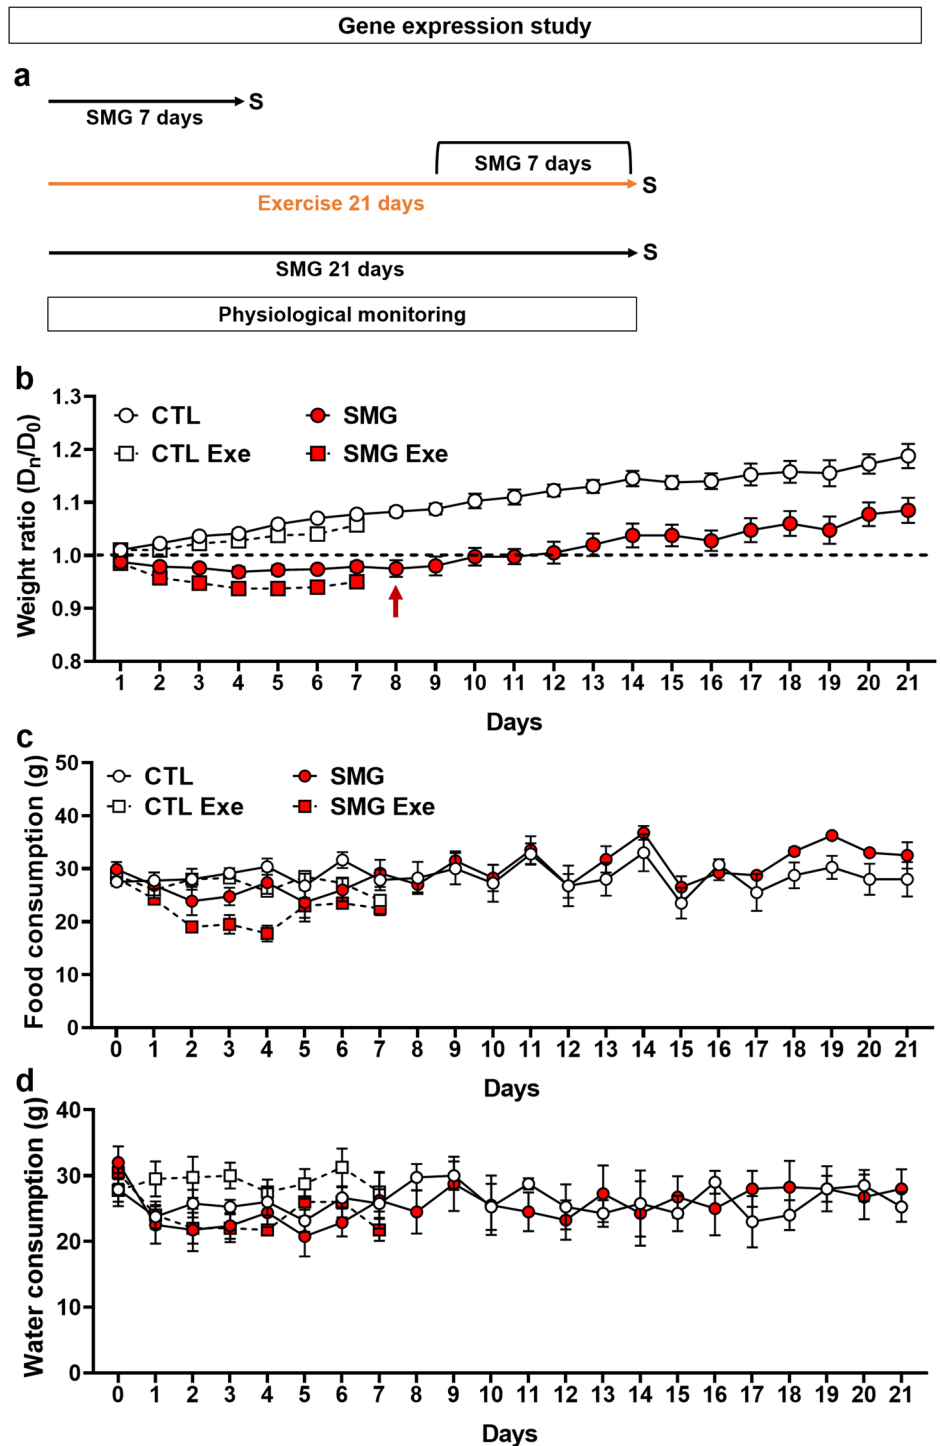 Gene expression study
a
S
SMG 7 days
SMG 7 days
S
Exercise 21 days
S
SMG 21 days
Physiological monitoring
b
Weight ratio (Dn/D0)
1.3
1.2
1.1
1.0
0.9
0.8
CTL
SMG
CTL Exe
SMG Exe
1 2 3 4 5 6 7 8 9 10 11 12 13 14 15 16 17 18 19 20 21
Days
c
Food consumption (g)
50
40
30
20
10
0
CTL
SMG
CTL Exe
SMG Exe
0 1 2 3 4 5 6 7 8 9 10 11 12 13 14 15 16 17 18 19 20 21
Days
d
Water consumption (g)
40
30
20
10
0
0 1 2 3 4 5 6 7 8 9 10 11 12 13 14 15 16 17 18 19 20 21
Days